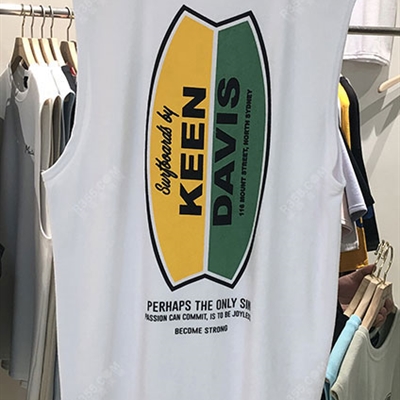 Surfboards by
KEEN
DAVIS
116 MOUNT STREET, NORTH SYDNEY
PERHAPS THE ONLY SIN
PASSION CAN COMMIT, IS TO BE JOYLESS
BECOME STRONG